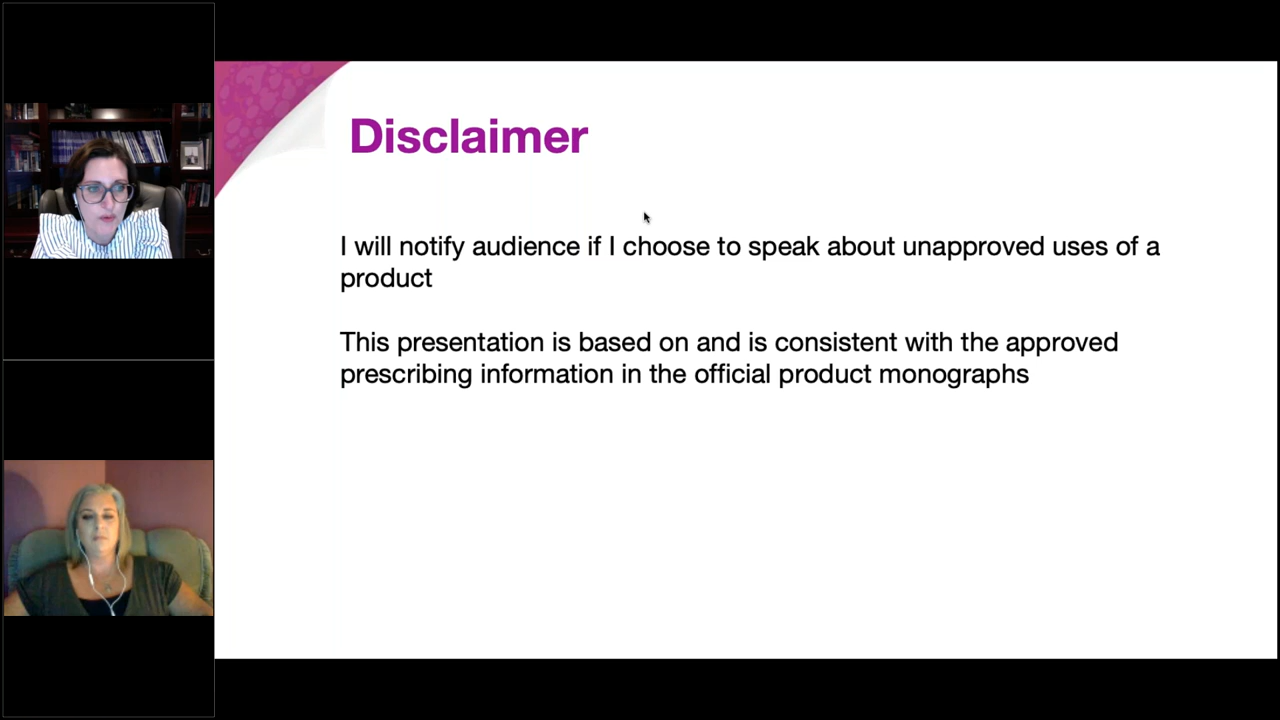 Disclaimer
I will notify audience if I choose to speak about unapproved uses of a
product
This presentation is based on and is consistent with the approved
prescribing information in the official product monographs